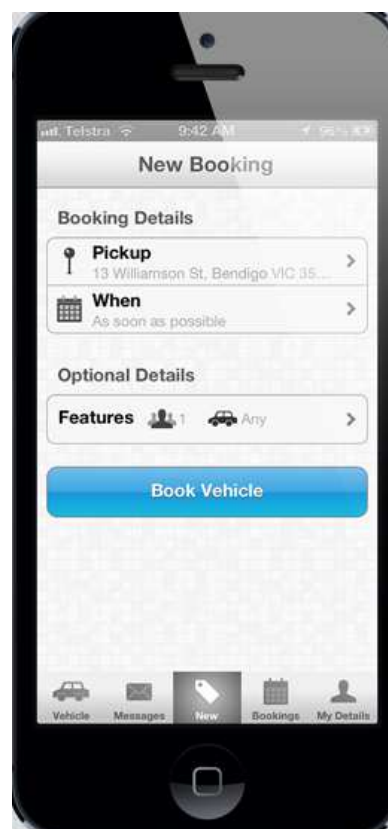 Telstra 9:42 AM 96%
New Booking
Booking Details
Pickup
13 Williamson St, Bendigo VIC 35...
When
As soon as possible
Optional Details
Features 1 Any
Book Vehicle
Vehicle Messages New Bookings My Details